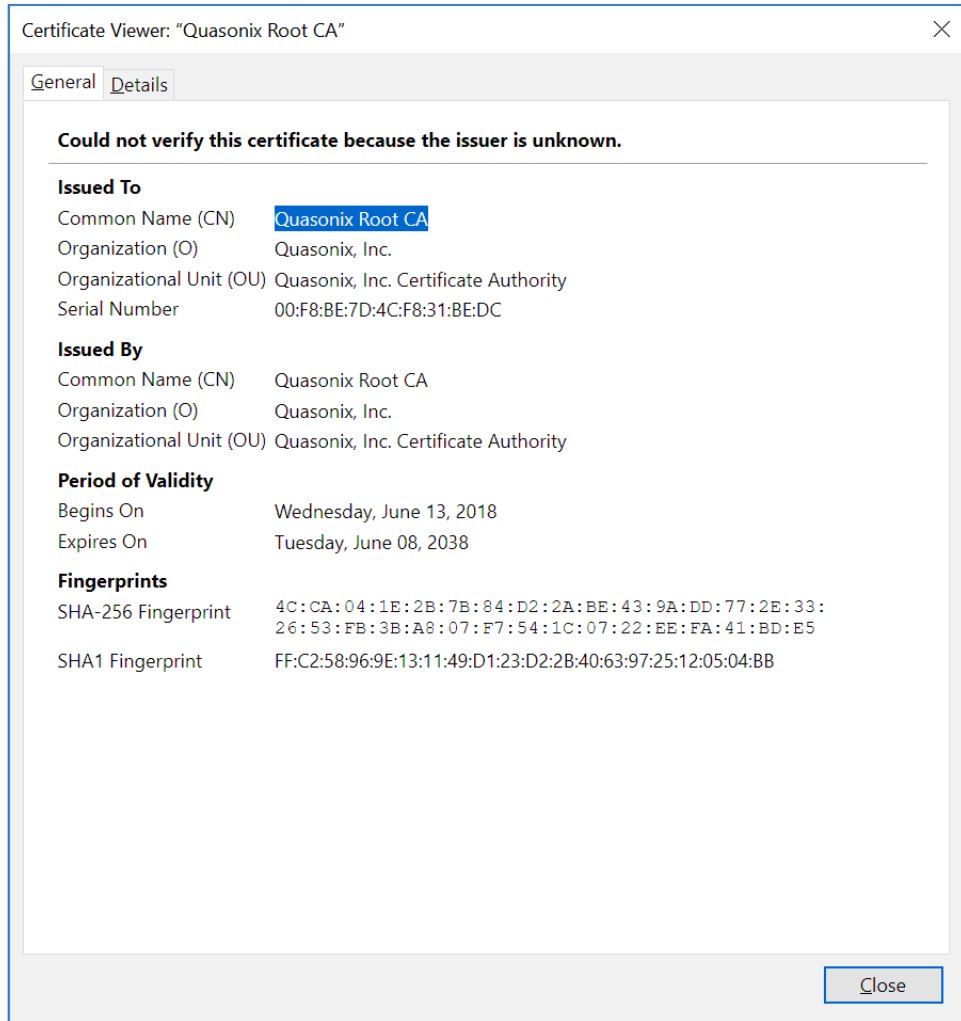 Certificate Viewer: “Quasonix Root CA”
General Details
Could not verify this certificate because the issuer is unknown.
Issued To
Common Name (CN) Quasonix Root CA
Organization (O) Quasonix, Inc.
Organizational Unit (OU) Quasonix, Inc. Certificate Authority
Serial Number 00:F8:BE:7D:4C:F8:31:BE:DC
Issued By
Common Name (CN) Quasonix Root CA
Organization (O) Quasonix, Inc.
Organizational Unit (OU) Quasonix, Inc. Certificate Authority
Period of Validity
Begins On Wednesday, June 13, 2018
Expires On Tuesday, June 08, 2038
Fingerprints
SHA-256 Fingerprint 4C:CA:04:1E:2B:7B:84:D2:2A:BE:43:9A:DD:77:2E:33:
26:53:FB:3B:A8:07:F7:54:1C:07:22:EE:FA:41:BD:E5
SHA1 Fingerprint FF:C2:58:96:9E:13:11:49:D1:23:D2:2B:40:63:97:25:12:05:04:BB
Close